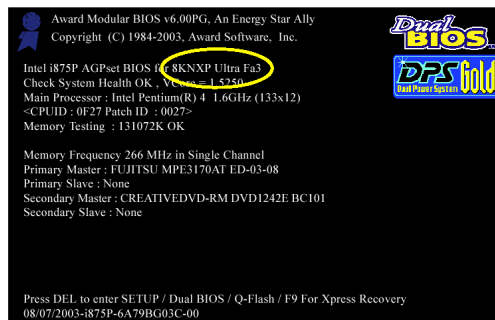 Award Modular BIOS v6.00PG, An Energy Star Ally
Copyright (C) 1984-2003, Award Software, Inc.
Dual
BIOS
Intel i875P AGPset BIOS for 8KNXP Ultra Fa3
Check System Health OK , VCore = 1.5250
DPS Gold
Dual Power System
Main Processor : Intel Pentium(R) 4 1.6GHz (133x12)
<CPUID : 0F27 Patch ID : 0027>
Memory Testing : 131072K OK
Memory Frequency 266 MHz in Single Channel
Primary Master : FUJITSU MPE3170AT ED-03-08
Primary Slave : None
Secondary Master : CREATIVEDVD-RM DVD1242E BC101
Secondary Slave : None
Press DEL to enter SETUP / Dual BIOS / Q-Flash / F9 For Xpress Recovery
08/07/2003-i875P-6A79BG03C-00